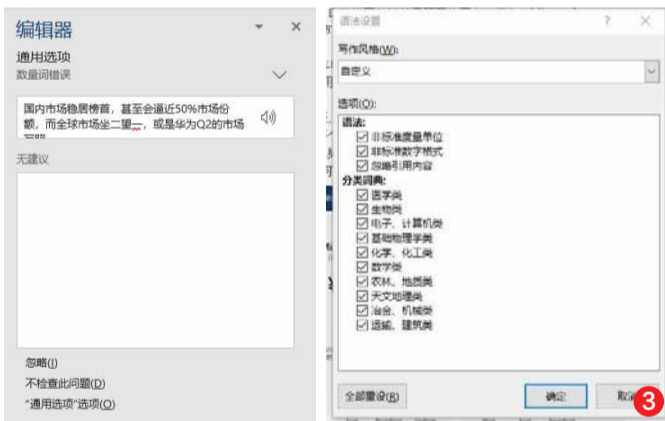 编辑器
通用选项
数量词错误
国内市场稳居榜首，甚至会逼近50%市场份
额，而全球市场坐二望一，或是华为Q2的市场
无建议
忽略(I)
不检查此问题(D)
"通用选项"选项(O)
语法设置
写作风格(W):
自定义
选项(O):
语法:
非标准度量单位
非标准数字格式
忽略引用内容
分类词典:
医学类
生物类
电子、计算机类
基础物理学类
化学、化工类
数学类
农林、地质类
天文地理类
冶金、机械类
运输、建筑类
全部重设(R)
确定
取消
3